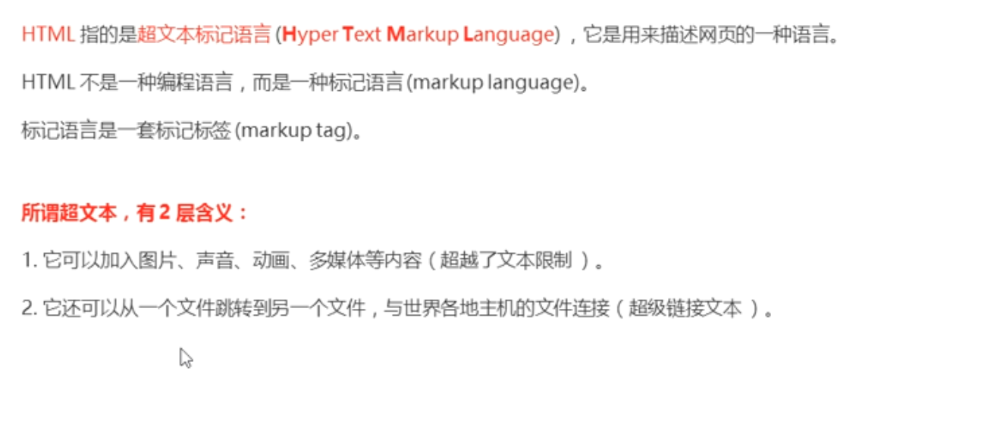 HTML 指的是超文本标记语言 (Hyper Text Markup Language) ，它是用来描述网页的一种语言。
HTML 不是一种编程语言，而是一种标记语言 (markup language)。
标记语言是一套标记标签 (markup tag)。
所谓超文本，有 2 层含义：
1. 它可以加入图片、声音、动画、多媒体等内容（超越了文本限制 ）。
2. 它还可以从一个文件跳转到另一个文件，与世界各地主机的文件连接（超级链接文本 ）。